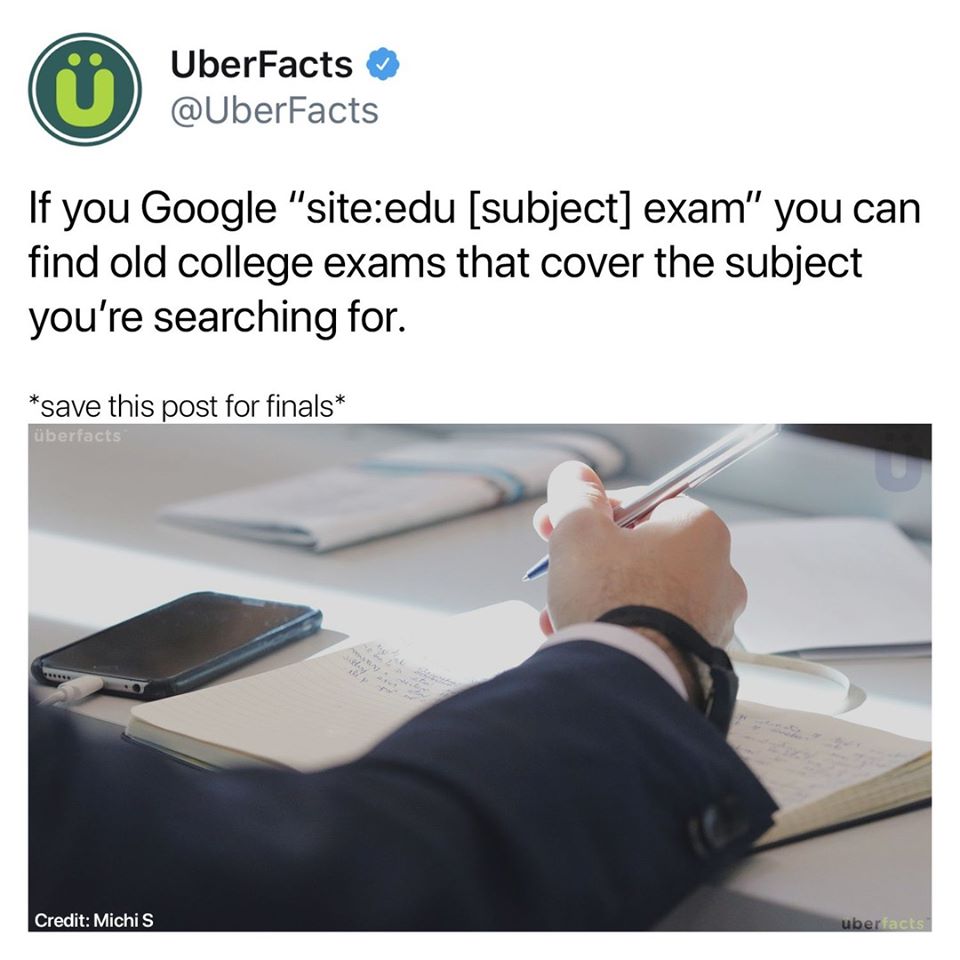 Ü
UberFacts
@UberFacts
If you Google “site:edu [subject] exam” you can
find old college exams that cover the subject
you’re searching for.
*save this post for finals*
überfacts
Ü
Credit: Michi S
uberfacts